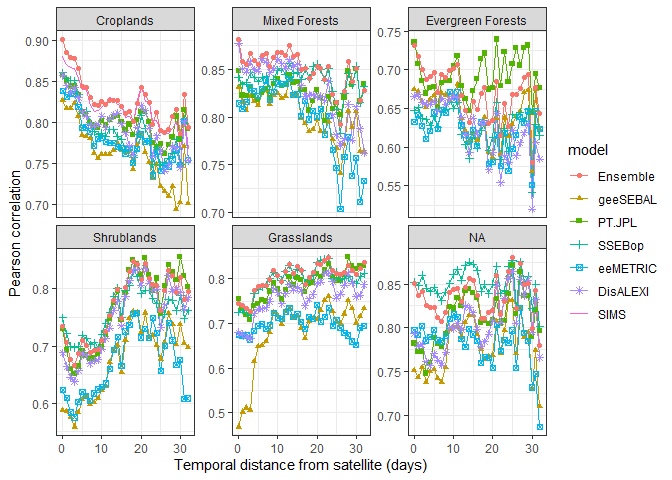 Croplands
Mixed Forests
Evergreen Forests
0.90
0.85
0.80
0.75
0.70
0.85
0.80
0.75
0.70
0.75
0.70
0.65
0.60
0.55
Shrublands
Grasslands
NA
0.8
0.7
0.6
0.8
0.7
0.6
0.5
0.85
0.80
0.75
0.70
0 10 20 30
0 10 20 30
0 10 20 30
Temporal distance from satellite (days)
Pearson correlation
model
Ensemble
geeSEBAL
PT.JPL
SSEBop
eeMETRIC
DisALEXI
SIMS